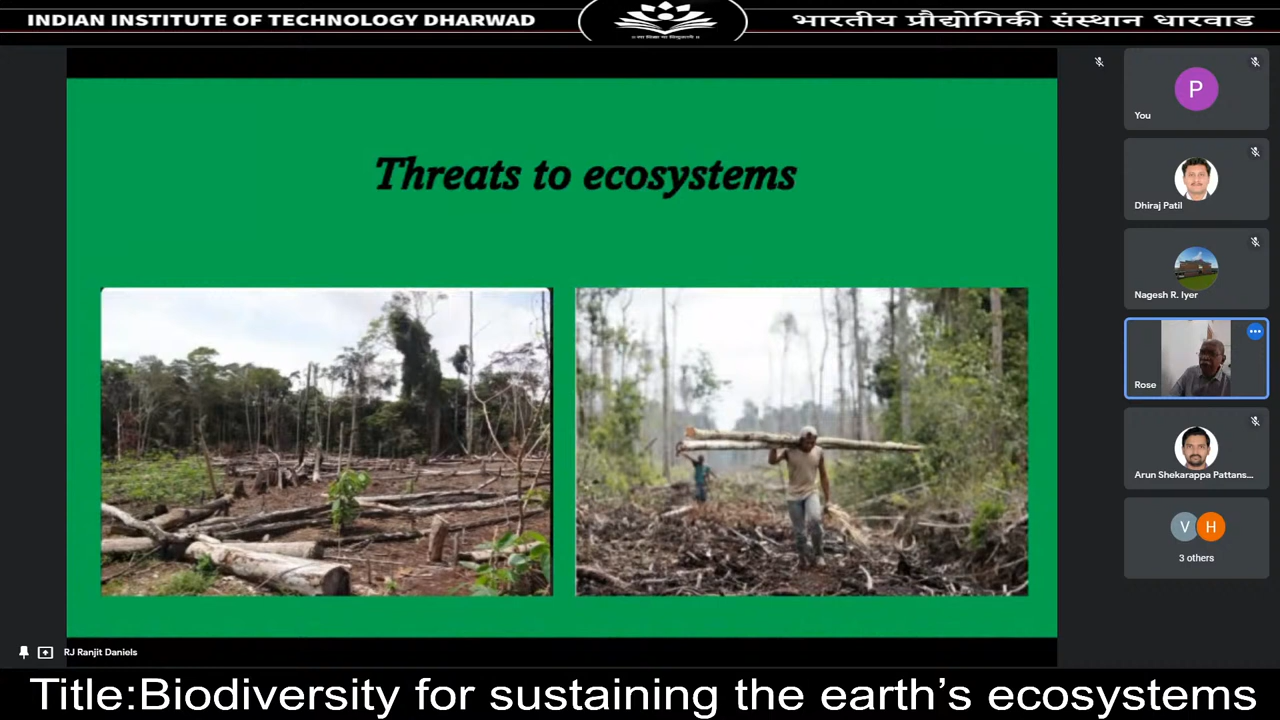 INDIAN INSTITUTE OF TECHNOLOGY DHARWAD
भारतीय प्रौद्योगिकी संस्थान धारवाड
Threats to ecosystems
P
You
Dhiraj Patil
Nagesh R. Iyer
Rose
Arun Shekarappa Pattans...
V H
3 others
RJ Ranjit Daniels
Title:Biodiversity for sustaining the earth's ecosystems